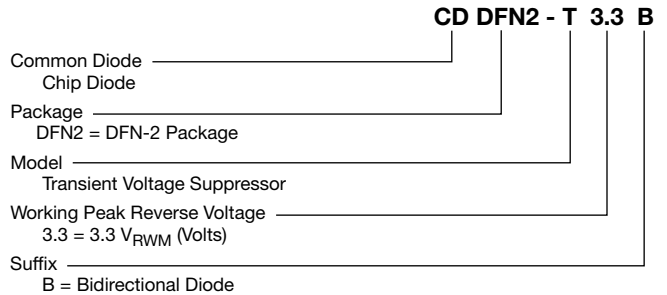 CD DFN2 - T 3.3 B
Common Diode
Chip Diode
Package
DFN2 = DFN-2 Package
Model
Transient Voltage Suppressor
Working Peak Reverse Voltage
3.3 = 3.3 VRWM (Volts)
Suffix
B = Bidirectional Diode